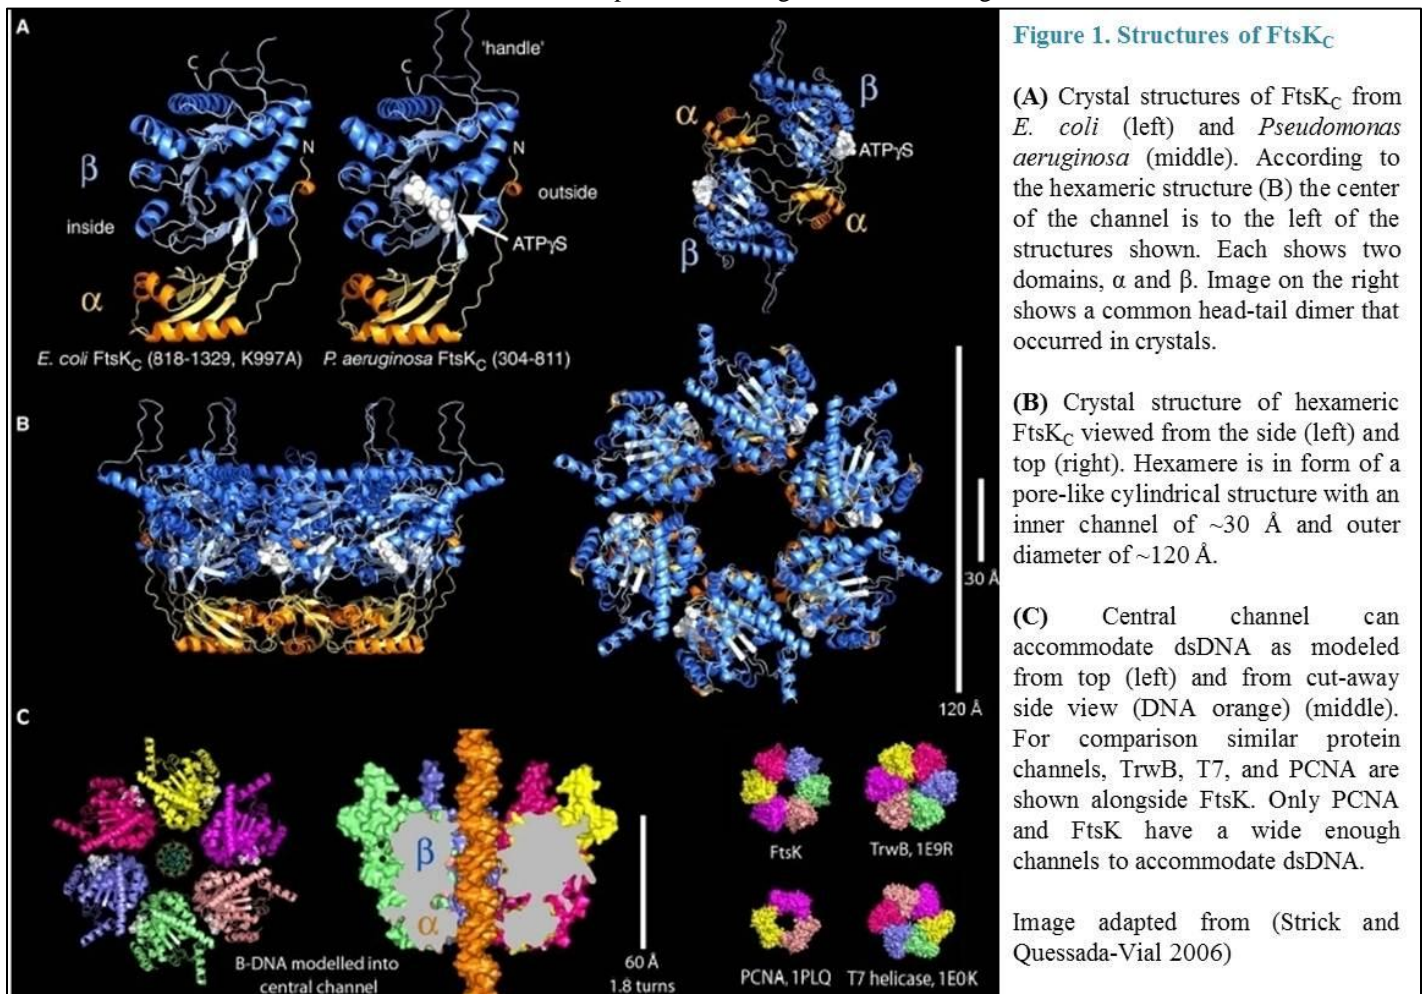 A
'handle'
C
C
β
α
N
N
β
ATPγS
outside
inside
ATPγS
α
α
β
E. coli FtsKC (818-1329, K997A)
P. aeruginosa FtsKC (304-811)
B
30 Å
120 Å
C
β
α
FtsK
TrwB, 1E9R
B-DNA modelled into
central channel
60 Å
1.8 turns
PCNA, 1PLQ
T7 helicase, 1E0K
Figure 1. Structures of FtsKC
(A) Crystal structures of FtsKC from
E. coli (left) and Pseudomonas
aeruginosa (middle). According to
the hexameric structure (B) the center
of the channel is to the left of the
structures shown. Each shows two
domains, α and β. Image on the right
shows a common head-tail dimer that
occurred in crystals.
(B) Crystal structure of hexameric
FtsKC viewed from the side (left) and
top (right). Hexamere is in form of a
pore-like cylindrical structure with an
inner channel of ~30 Å and outer
diameter of ~120 Å.
(C) Central channel can
accommodate dsDNA as modeled
from top (left) and from cut-away
side view (DNA orange) (middle).
For comparison similar protein
channels, TrwB, T7, and PCNA are
shown alongside FtsK. Only PCNA
and FtsK have a wide enough
channels to accommodate dsDNA.
Image adapted from (Strick and
Quessada-Vial 2006)